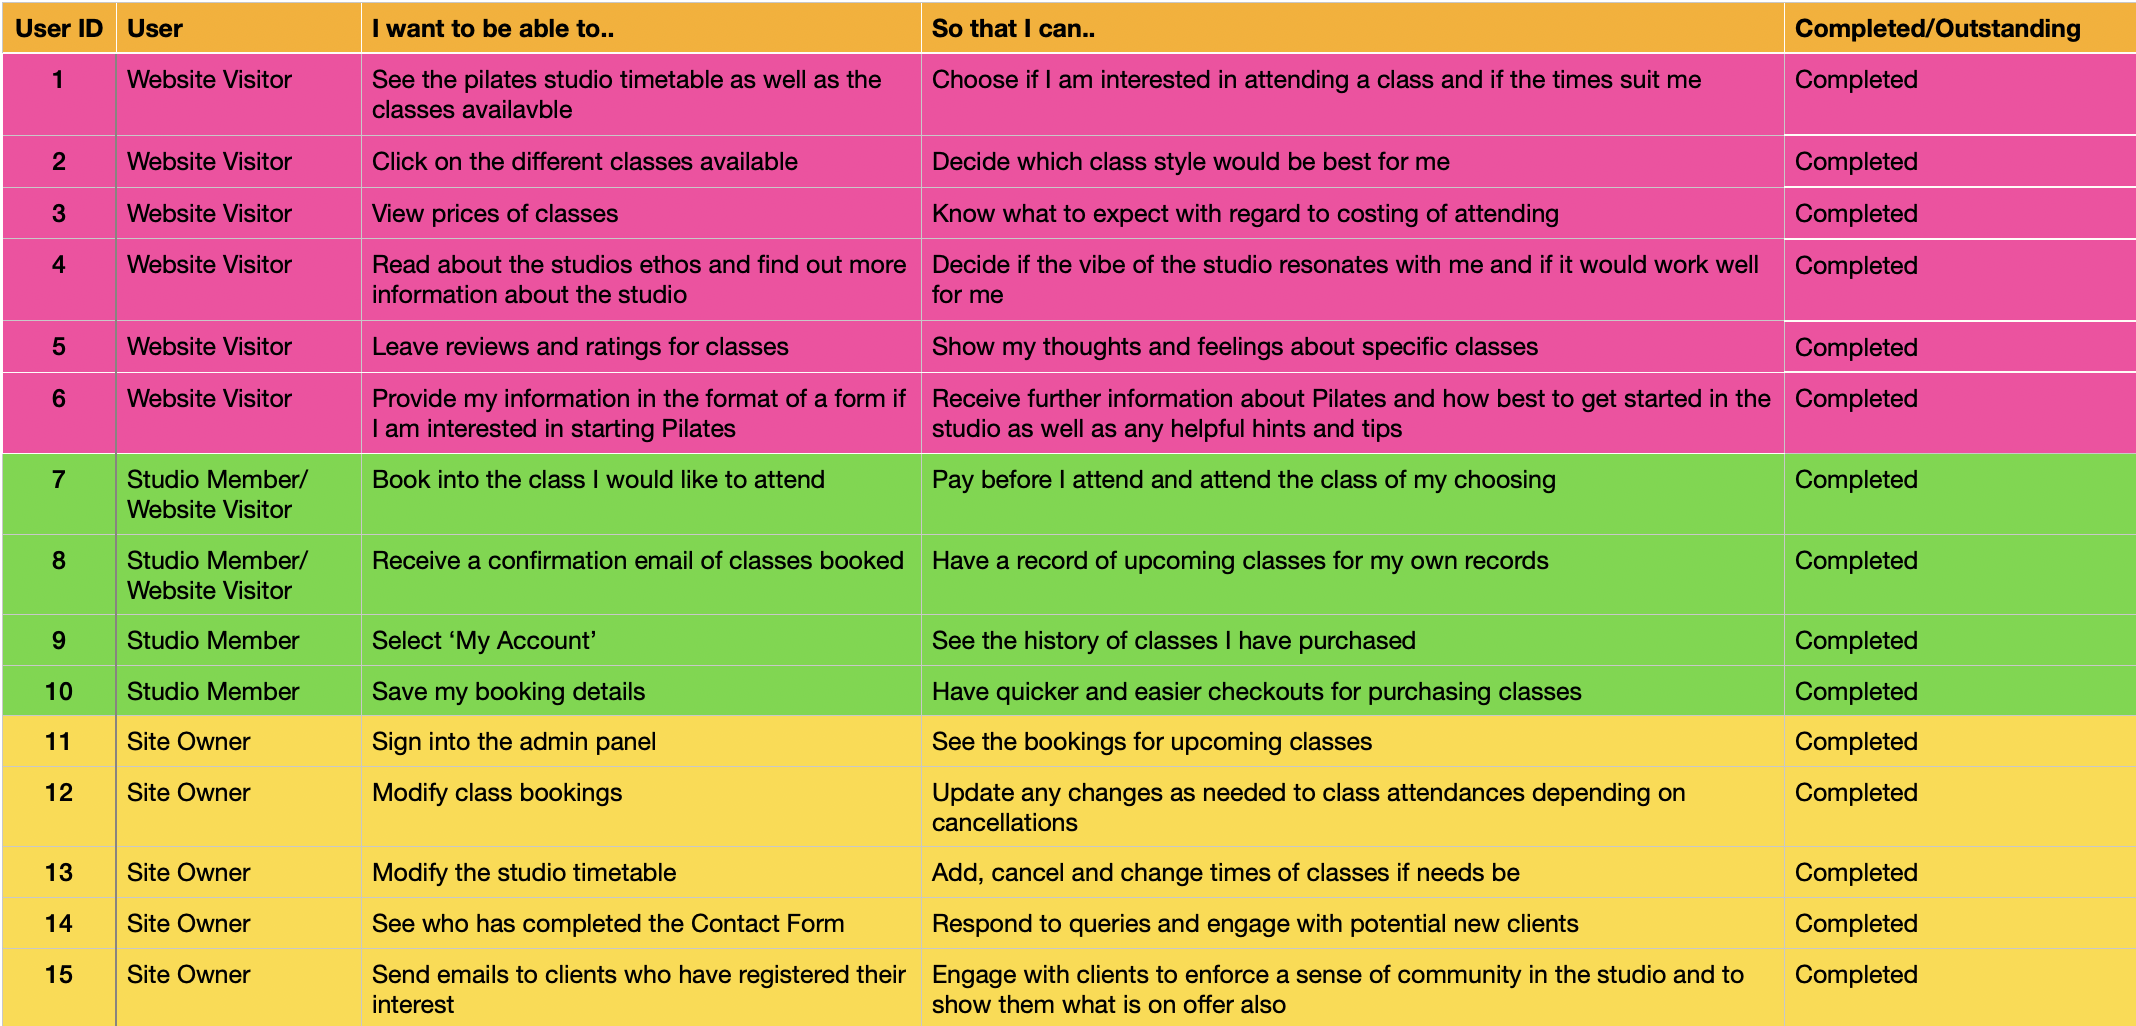 User ID User I want to be able to.. So that I can.. Completed/Outstanding
1 Website Visitor See the pilates studio timetable as well as the Choose if I am interested in attending a class and if the times suit me Completed
classes availavble
2 Website Visitor Click on the different classes available Decide which class style would be best for me Completed
3 Website Visitor View prices of classes Know what to expect with regard to costing of attending Completed
4 Website Visitor Read about the studios ethos and find out more Decide if the vibe of the studio resonates with me and if it would work well Completed
information about the studio for me
5 Website Visitor Leave reviews and ratings for classes Show my thoughts and feelings about specific classes Completed
6 Website Visitor Provide my information in the format of a form if Receive further information about Pilates and how best to get started in the Completed
I am interested in starting Pilates studio as well as any helpful hints and tips
7 Studio Member/ Book into the class I would like to attend Pay before I attend and attend the class of my choosing Completed
Website Visitor
8 Studio Member/ Receive a confirmation email of classes booked Have a record of upcoming classes for my own records Completed
Website Visitor
9 Studio Member Select ‘My Account’ See the history of classes I have purchased Completed
10 Studio Member Save my booking details Have quicker and easier checkouts for purchasing classes Completed
11 Site Owner Sign into the admin panel See the bookings for upcoming classes Completed
12 Site Owner Modify class bookings Update any changes as needed to class attendances depending on Completed
cancellations
13 Site Owner Modify the studio timetable Add, cancel and change times of classes if needs be Completed
14 Site Owner See who has completed the Contact Form Respond to queries and engage with potential new clients Completed
15 Site Owner Send emails to clients who have registered their Engage with clients to enforce a sense of community in the studio and to Completed
interest show them what is on offer also